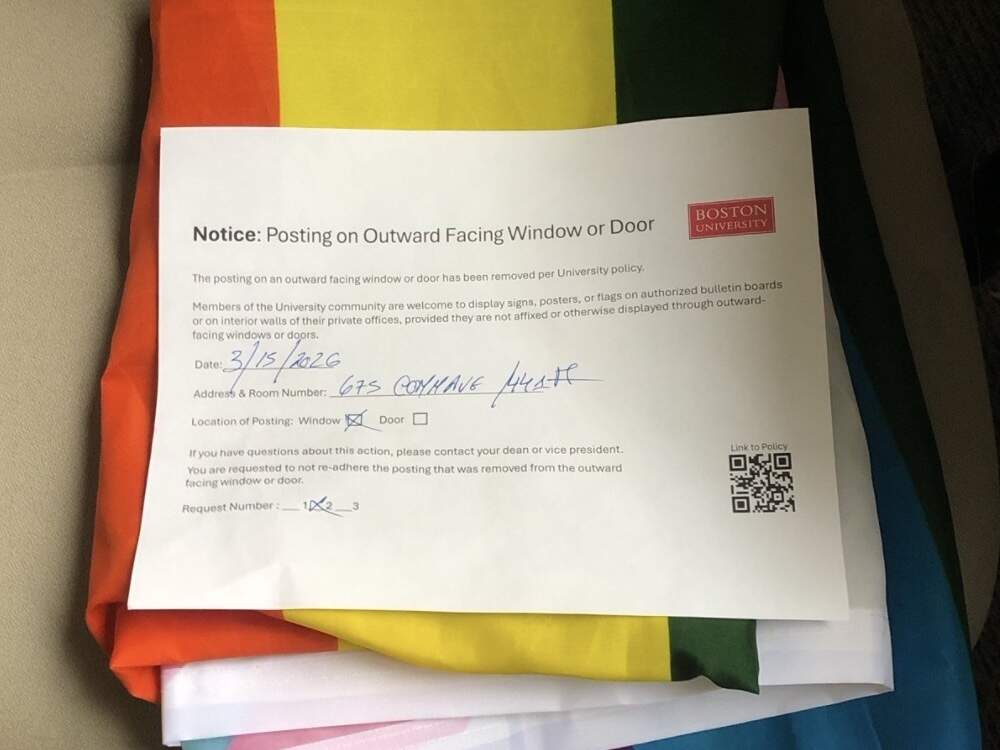 BOSTON
UNIVERSITY
Notice: Posting on Outward Facing Window or Door
The posting on an outward facing window or door has been removed per University policy.
Members of the University community are welcome to display signs, posters, or flags on authorized bulletin boards
or on interior walls of their private offices, provided they are not affixed or otherwise displayed through outward-
facing windows or doors.
Date: 3/15/2026
Address & Room Number: 675 COMMAVE
Location of Posting: Window ☒ Door ☐
If you have questions about this action, please contact your dean or vice president.
You are requested to not re-adhere the posting that was removed from the outward
facing window or door.
Link to Policy
Request Number : __ 1 X 2 __ 3